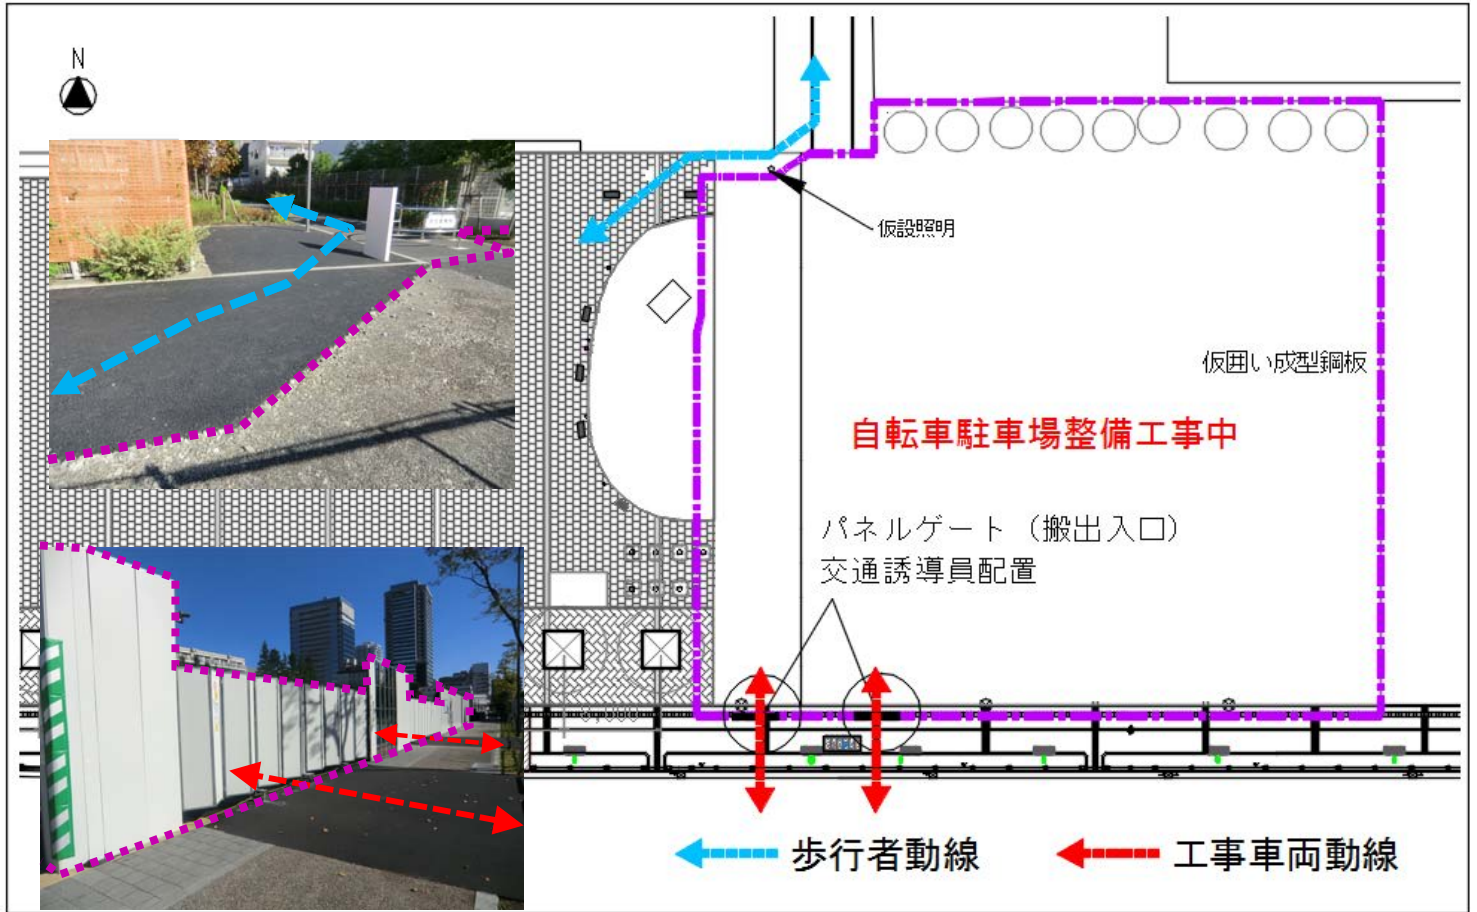 N
仮設照明
仮囲い成型鋼板
自転車駐車場整備工事中
パネルゲート（搬出入口）
交通誘導員配置
歩行者動線
工事車両動線